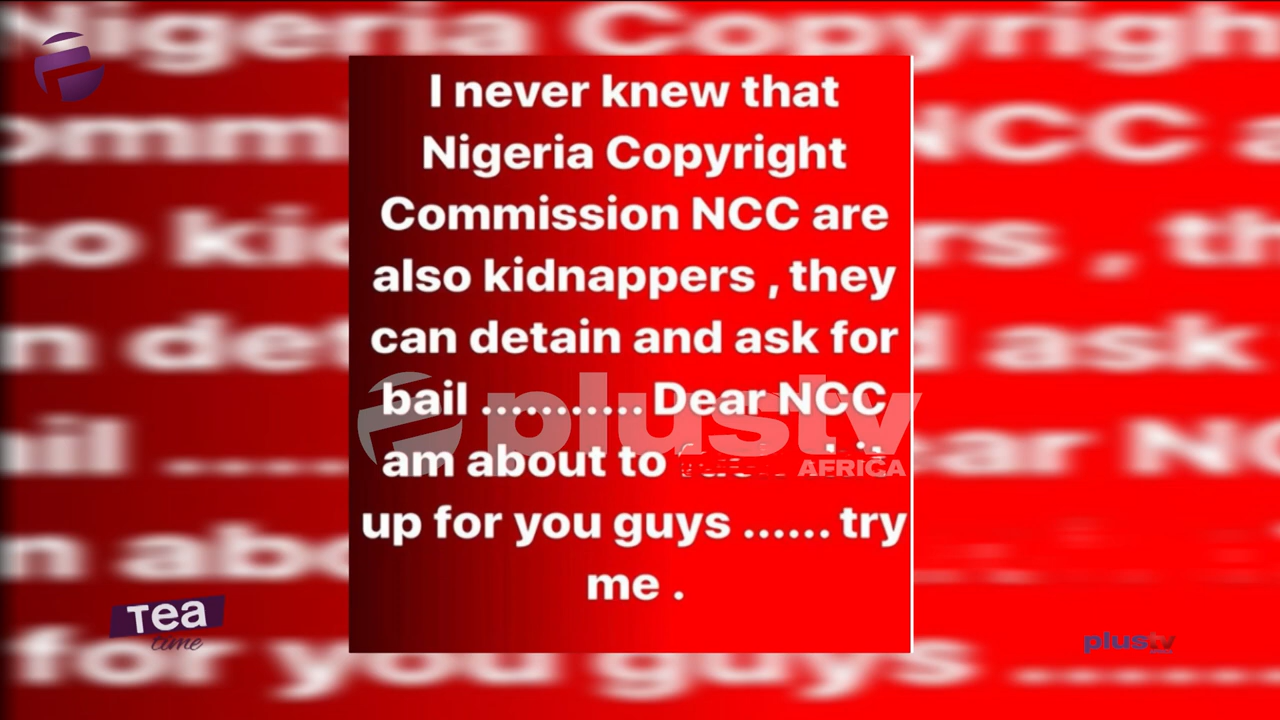 I never knew that
Nigeria Copyright
Commission NCC are
also kidnappers , they
can detain and ask for
bail ........... Dear NCC
am about to
up for you guys ...... try
me .
plustv
AFRICA
Tea
time
plustv